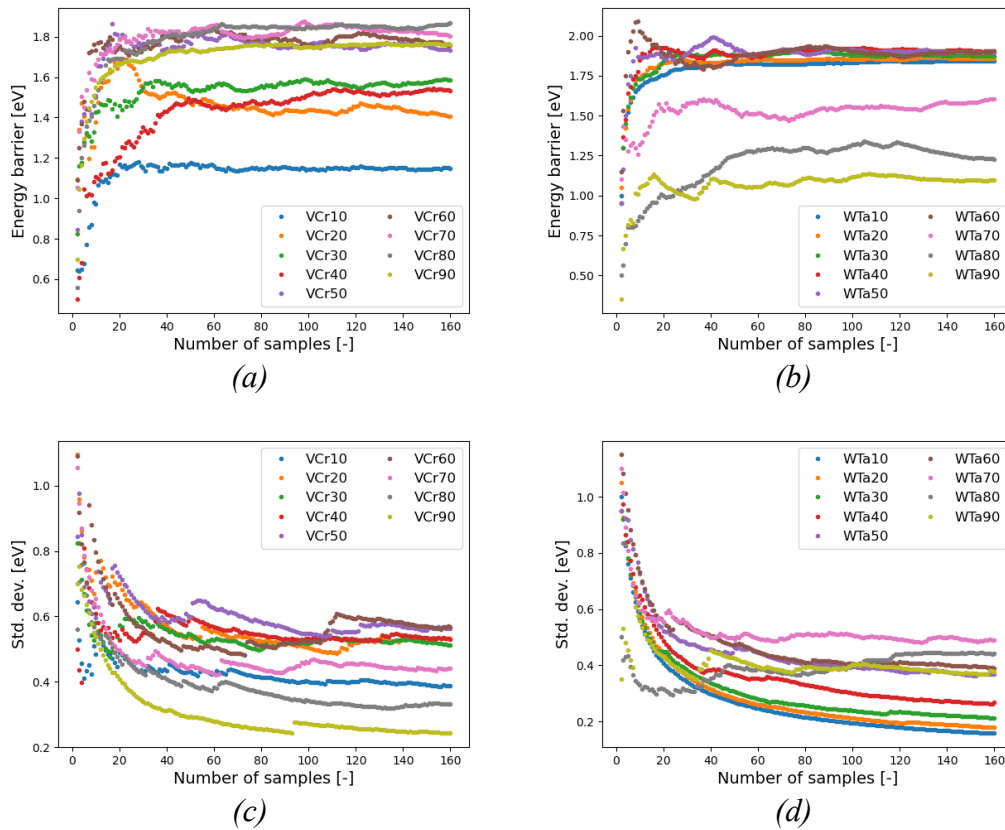 1.8
1.6
1.4
1.2
1.0
0.8
0.6
Energy barrier [eV]
0 20 40 60 80 100 120 140 160
Number of samples [-]
VCr10 VCr60
VCr20 VCr70
VCr30 VCr80
VCr40 VCr90
VCr50
(a)
2.00
1.75
1.50
1.25
1.00
0.75
0.50
Energy barrier [eV]
0 20 40 60 80 100 120 140 160
Number of samples [-]
WTa10 WTa60
WTa20 WTa70
WTa30 WTa80
WTa40 WTa90
WTa50
(b)
1.0
0.8
0.6
0.4
0.2
Std. dev. [eV]
0 20 40 60 80 100 120 140 160
Number of samples [-]
VCr10 VCr60
VCr20 VCr70
VCr30 VCr80
VCr40 VCr90
VCr50
(c)
1.0
0.8
0.6
0.4
0.2
Std. dev. [eV]
0 20 40 60 80 100 120 140 160
Number of samples [-]
WTa10 WTa60
WTa20 WTa70
WTa30 WTa80
WTa40 WTa90
WTa50
(d)